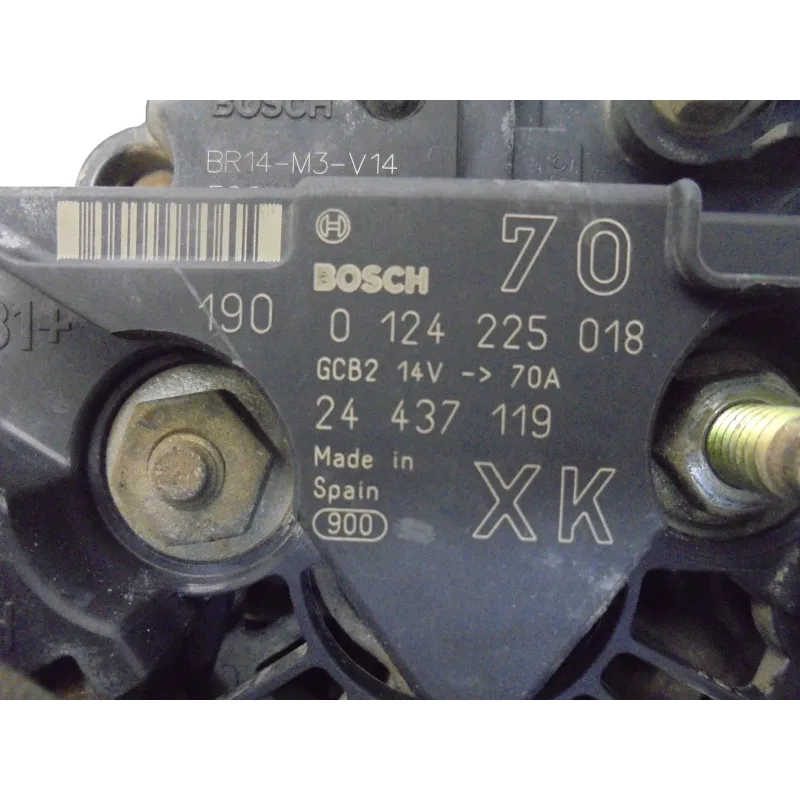 BOSCH
BR14-M3-V14
70
BOSCH
190
0 124 225 018
GCB2 14V -> 70A
24 437 119
Made in
Spain
XK
900